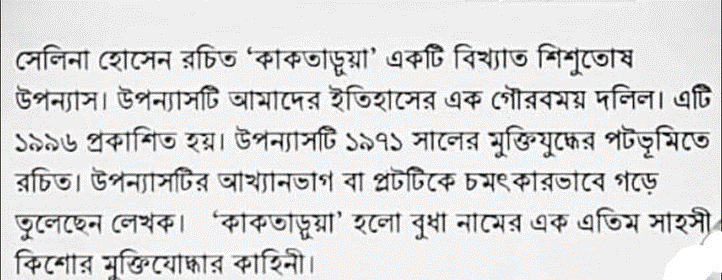 সেলিনা হোসেন রচিত ‘কাকতাড়ুয়া’ একটি বিখ্যাত শিশুতোষ
উপন্যাস। উপন্যাসটি আমাদের ইতিহাসের এক গৌরবময় দলিল। এটি
১৯৯৬ প্রকাশিত হয়। উপন্যাসটি ১৯৭১ সালের মুক্তিযুদ্ধের পটভূমিতে
রচিত। উপন্যাসটির আখ্যানভাগ বা প্লটটিকে চমৎকারভাবে গড়ে
তুলেছেন লেখক। ‘কাকতাড়ুয়া’ হলো বুধা নামের এক এতিম সাহসী
কিশোর মুক্তিযোদ্ধার কাহিনী।